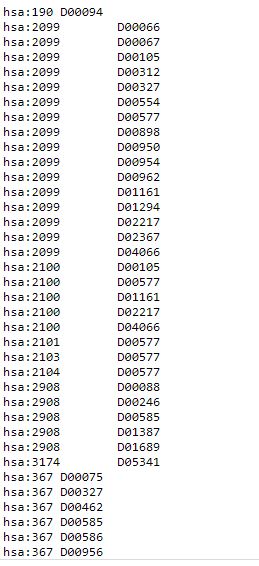 hsa:190 D00094
hsa:2099 D00066
hsa:2099 D00067
hsa:2099 D00105
hsa:2099 D00312
hsa:2099 D00327
hsa:2099 D00554
hsa:2099 D00577
hsa:2099 D00898
hsa:2099 D00950
hsa:2099 D00954
hsa:2099 D00962
hsa:2099 D01161
hsa:2099 D01294
hsa:2099 D02217
hsa:2099 D02367
hsa:2099 D04066
hsa:2100 D00105
hsa:2100 D00577
hsa:2100 D01161
hsa:2100 D02217
hsa:2100 D04066
hsa:2101 D00577
hsa:2103 D00577
hsa:2104 D00577
hsa:2908 D00088
hsa:2908 D00246
hsa:2908 D00585
hsa:2908 D01387
hsa:2908 D01689
hsa:3174 D05341
hsa:367 D00075
hsa:367 D00327
hsa:367 D00462
hsa:367 D00585
hsa:367 D00586
hsa:367 D00956